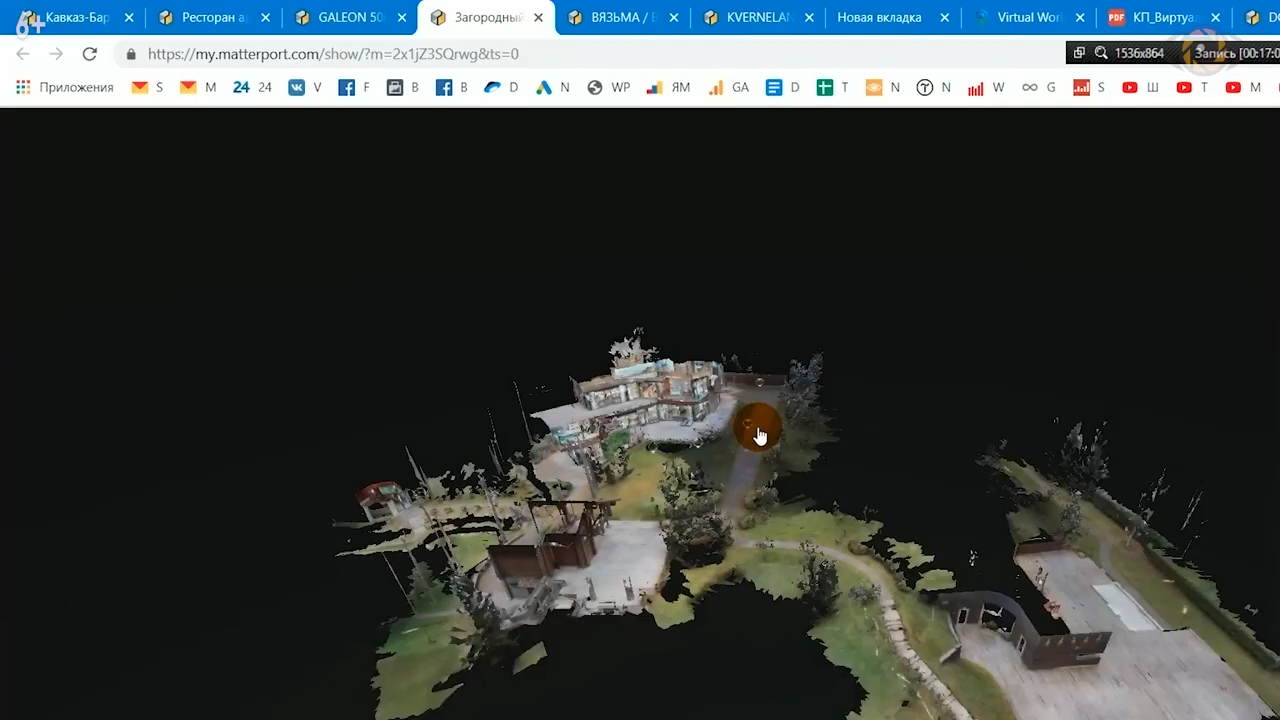 6+
Кавказ-Бар
Ресторан а
GALEON 50
Загородный
ВЯЗЬМА /
KVERNELAN
Новая вкладка
Virtual Wor
PDF КП_Виртуа
https://my.matterport.com/show/?m=2x1jZ3SQrwg&ts=0
1536x864
Запись [00:17:0
Приложения S M 24 24 V F B B D N WP ЯМ GA D T N N W G S Ш Т М